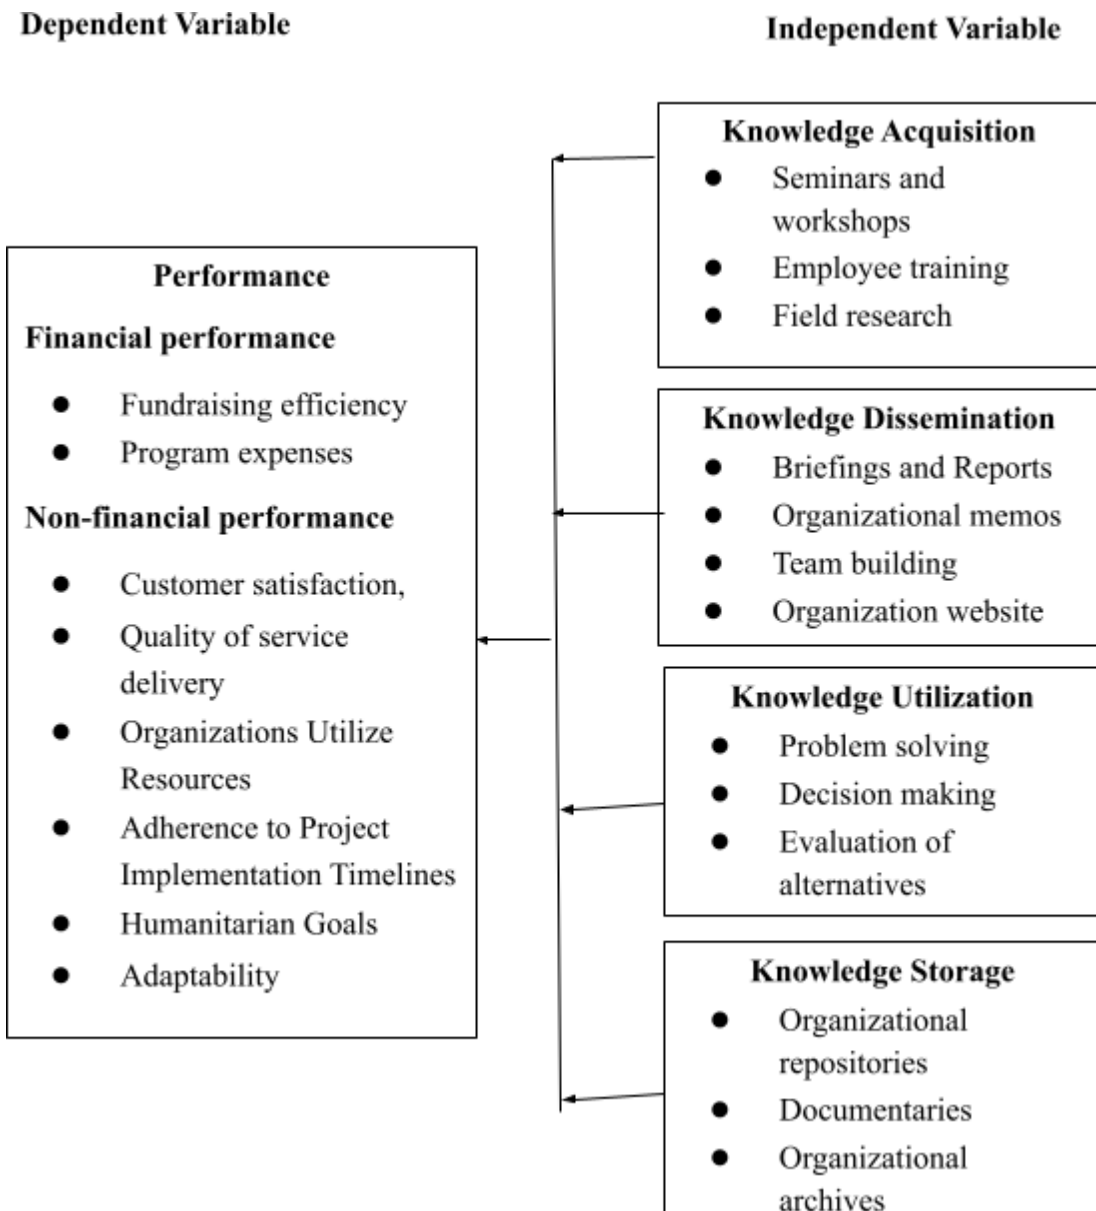 Dependent Variable
Independent Variable
Performance
Financial performance
Fundraising efficiency
Program expenses
Non-financial performance
Customer satisfaction,
Quality of service
delivery
Organizations Utilize
Resources
Adherence to Project
Implementation Timelines
Humanitarian Goals
Adaptability
Knowledge Acquisition
Seminars and
workshops
Employee training
Field research
Knowledge Dissemination
Briefings and Reports
Organizational memos
Team building
Organization website
Knowledge Utilization
Problem solving
Decision making
Evaluation of
alternatives
Knowledge Storage
Organizational
repositories
Documentaries
Organizational
archives